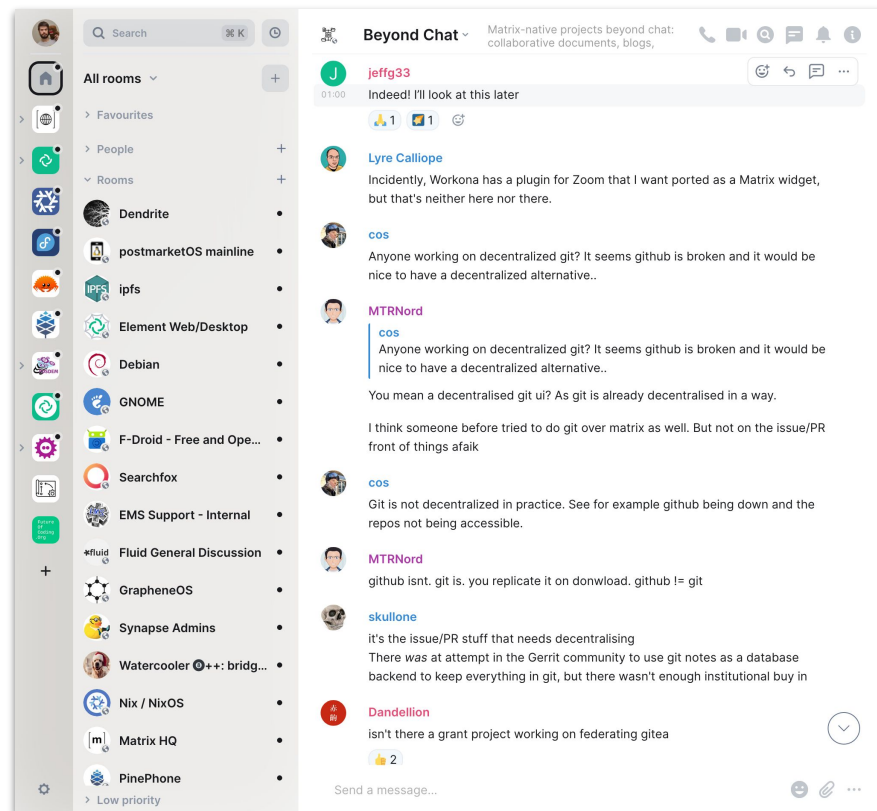 Search
⌘ K
All rooms
Favourites
People
Rooms
Dendrite
postmarketOS mainline
IPFS
ipfs
Element Web/Desktop
Debian
GNOME
F-Droid - Free and Ope...
Searchfox
EMS Support - Internal
fluid
Fluid General Discussion
GrapheneOS
Synapse Admins
Watercooler ++: bridg...
Nix / NixOS
[m]
Matrix HQ
PinePhone
Low priority
Future
Of
Coding
.Org
Beyond Chat
Matrix-native projects beyond chat:
collaborative documents, blogs,
J
jeffg33
01:00
Indeed! I'll look at this later
1
1
Lyre Calliope
Incidently, Workona has a plugin for Zoom that I want ported as a Matrix widget,
but that's neither here nor there.
cos
Anyone working on decentralized git? It seems github is broken and it would be
nice to have a decentralized alternative..
MTRNord
cos
Anyone working on decentralized git? It seems github is broken and it would be
nice to have a decentralized alternative..
You mean a decentralised git ui? As git is already decentralised in a way.
I think someone before tried to do git over matrix as well. But not on the issue/PR
front of things afaik
cos
Git is not decentralized in practice. See for example github being down and the
repos not being accessible.
MTRNord
github isnt. git is. you replicate it on donwload. github != git
skullone
it's the issue/PR stuff that needs decentralising
There was at attempt in the Gerrit community to use git notes as a database
backend to keep everything in git, but there wasn't enough institutional buy in
Dandellion
isn't there a grant project working on federating gitea
2
Send a message...